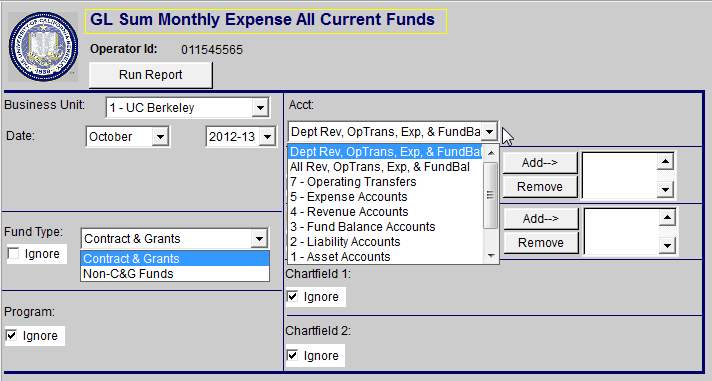 GL Sum Monthly Expense All Current Funds
Operator Id: 011545565
Run Report
Business Unit: 1 - UC Berkeley
Date: October 2012-13
Acct:
Dept Rev, OpTrans, Exp, & FundBa
Dept Rev, OpTrans, Exp, & FundBal
All Rev, OpTrans, Exp, & FundBal
7 - Operating Transfers
5 - Expense Accounts
4 - Revenue Accounts
3 - Fund Balance Accounts
2 - Liability Accounts
1 - Asset Accounts
Add-->
Remove
Add-->
Remove
Fund Type: Contract & Grants
Ignore
Contract & Grants
Non-C&G Funds
Chartfield 1:
Ignore
Program:
Ignore
Chartfield 2:
Ignore